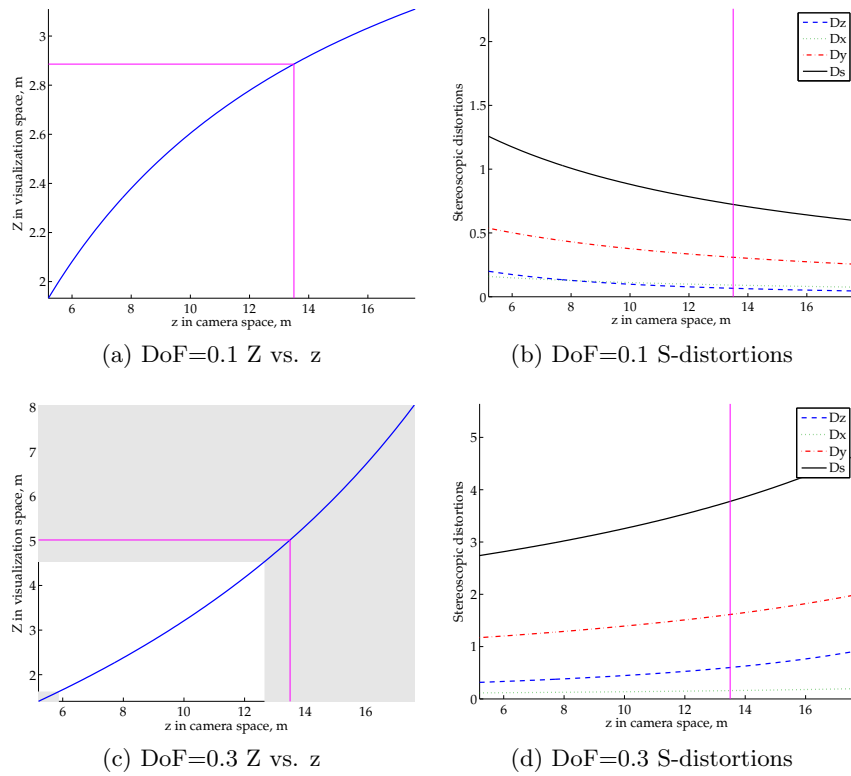 3
2.8
2.6
2.4
2.2
2
Z in visualization space, m
6 8 10 12 14 16
z in camera space, m
(a) DoF=0.1 Z vs. z
2
1.5
1
0.5
0
Stereoscopic distortions
Dz
Dx
Dy
Ds
6 8 10 12 14 16
z in camera space, m
(b) DoF=0.1 S-distortions
8
7
6
5
4
3
2
Z in visualization space, m
6 8 10 12 14 16
z in camera space, m
(c) DoF=0.3 Z vs. z
5
4
3
2
1
0
Stereoscopic distortions
Dz
Dx
Dy
Ds
6 8 10 12 14 16
z in camera space, m
(d) DoF=0.3 S-distortions